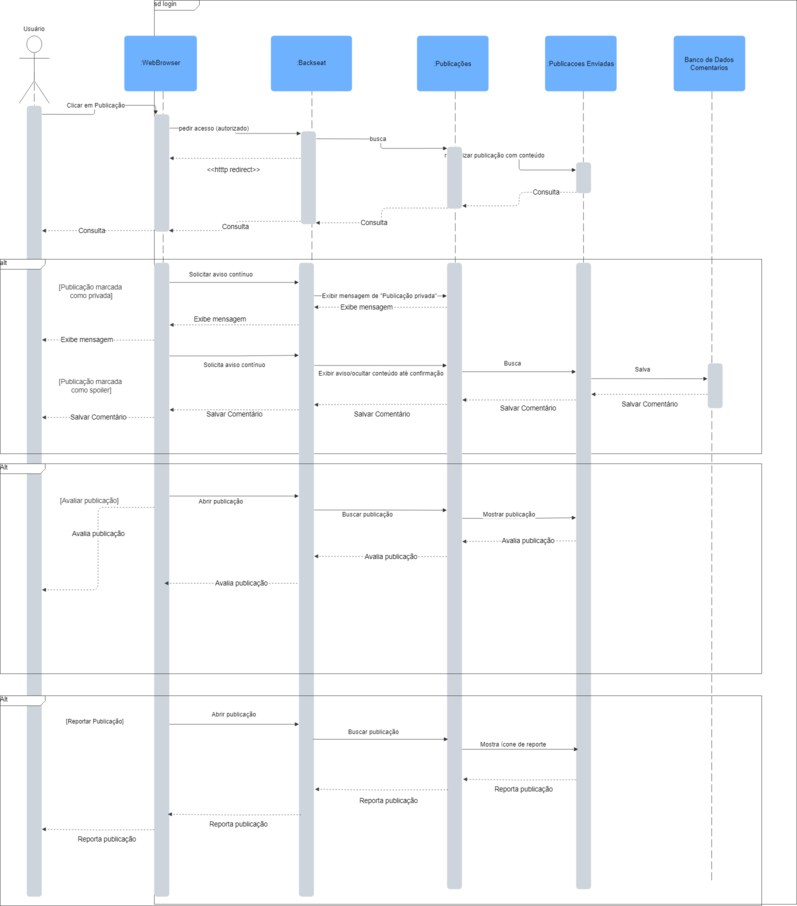 sd login
Usuário
:WebBrowser
Backseat
Publicações
Publicacoes Enviadas
Banco de Dados
Comentarios
Clicar em Publicação
pedir acesso (autorizado)
busca
izar publicação com conteúdo
<<htttp redirect>>
Consulta
Consulta
Consulta
Consulta
alt
[Publicação marcada
como privada]
Solicitar aviso contínuo
Exibir mensagem de "Publicação privada"
Exibe mensagem
Exibe mensagem
Exibe mensagem
Solicita aviso contínuo
Exibir aviso/ocultar conteúdo até confirmação
Busca
Salva
[Publicação marcada
como spoiler]
Salvar Comentário
Salvar Comentário
Salvar Comentário
Salvar Comentário
Salvar Comentário
Alt
[Avaliar publicação]
Abrir publicação
Buscar publicação
Mostrar publicação
Avalia publicação
Avalia publicação
Avalia publicação
Avalia publicação
Alt
[Reportar Publicação]
Abrir publicação
Buscar publicação
Mostra ícone de reporte
Reporta publicação
Reporta publicação
Reporta publicação
Reporta publicação